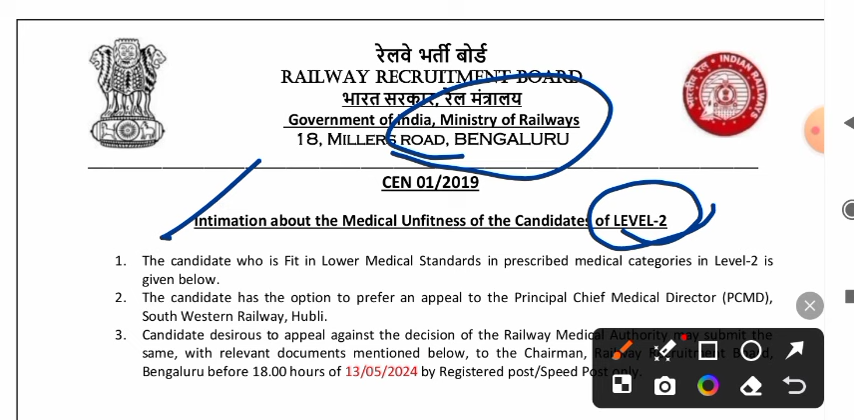 रेलवे भर्ती बोर्ड
RAILWAY RECRUITMENT BOARD
भारत सरकार, रेल मंत्रालय
Government of India, Ministry of Railways
18, MILLERS ROAD, BENGALURU
INDIAN RAILWAYS
भारतीय रेल
CEN 01/2019
Intimation about the Medical Unfitness of the Candidates of LEVEL-2
1. The candidate who is Fit in Lower Medical Standards in prescribed medical categories in Level-2 is
given below.
2. The candidate has the option to prefer an appeal to the Principal Chief Medical Director (PCMD),
South Western Railway, Hubli.
3. Candidate desirous to appeal against the decision of the Railway Medical Authority may submit the
same, with relevant documents mentioned below, to the Chairman, Railway Recruitment Board,
Bengaluru before 18.00 hours of 13/05/2024 by Registered post/Speed Post only.